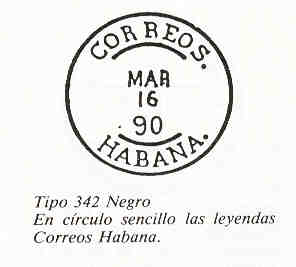 CORREOS.
MAR
16
90
HABANA.
Tipo 342 Negro
En círculo sencillo las leyendas
Correos Habana.